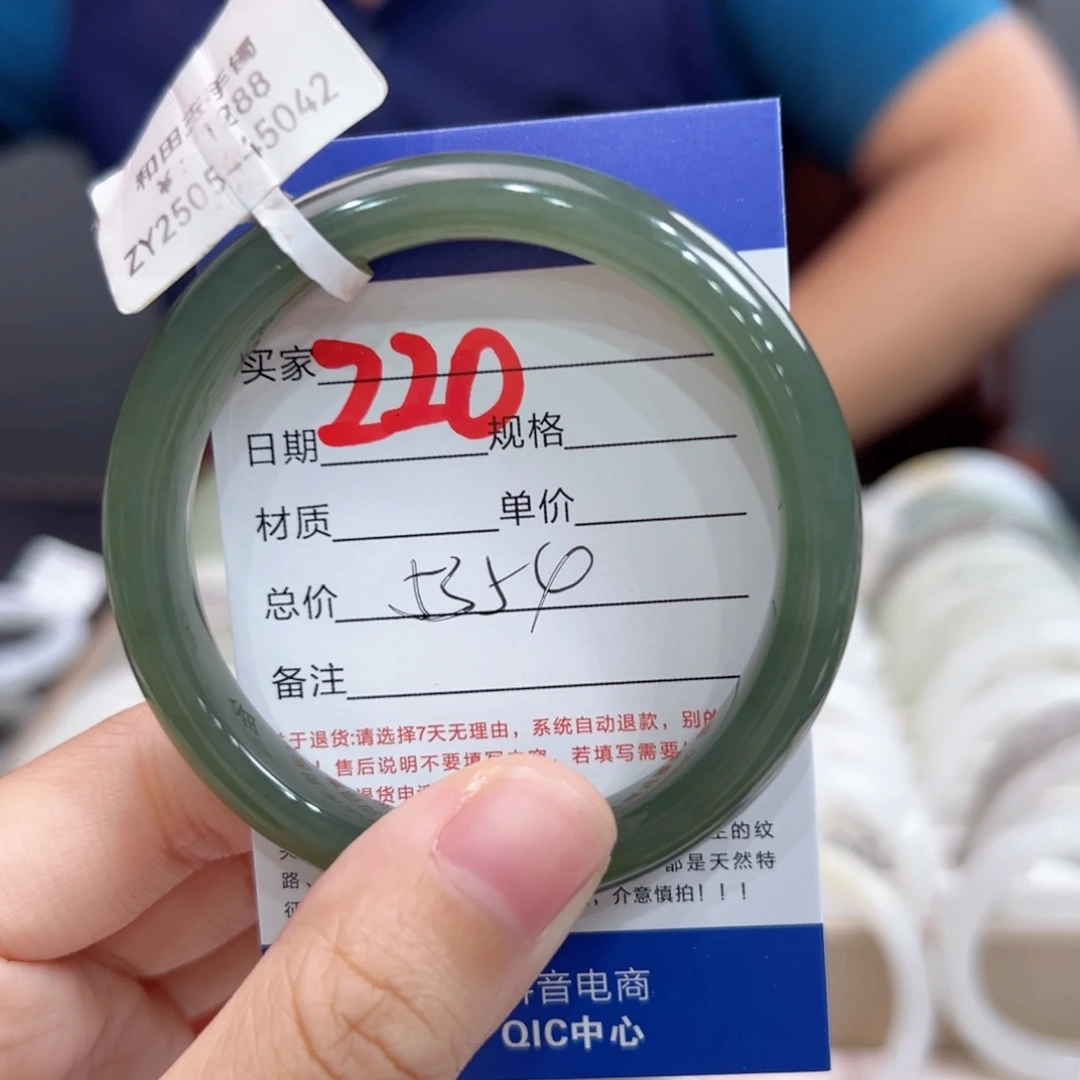 和田玉手镯
¥: 1288
ZY2505-45042
买家 220
日期 规格
材质 单价
总价 5354
备注
于退货:请选择7天无理由，系统自动退款，别的
！售后说明不要填写内容，若填写需要
退货申
的纹
路、 都是天然特
征 ，介意慎拍！！！
抖音电商
QIC中心